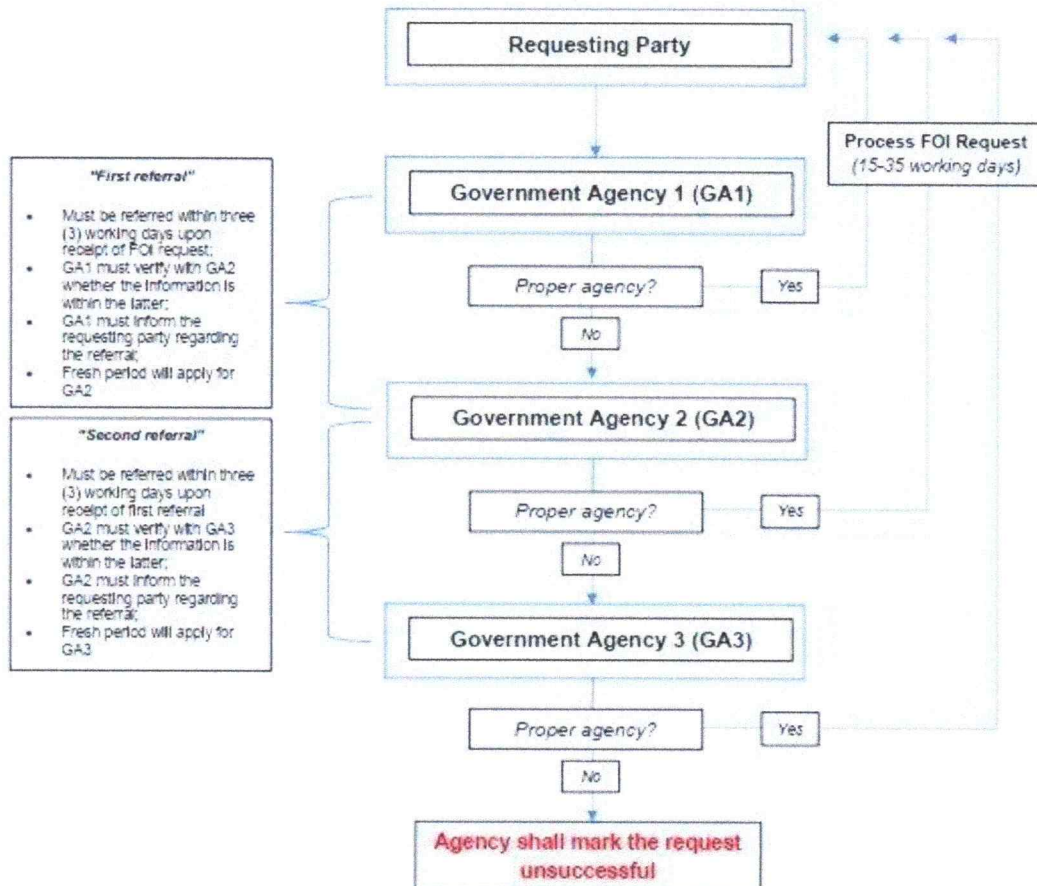 Requesting Party
Process FOI Request
(15-35 working days)
"First referral"
• Must be referred within three
(3) working days upon
receipt of FOI request;
• GA1 must verify with GA2
whether the information is
within the latter;
• GA1 must inform the
requesting party regarding
the referral;
• Fresh period will apply for
GA2
Government Agency 1 (GA1)
Proper agency?
Yes
No
"Second referral"
• Must be referred within three
(3) working days upon
receipt of first referral
• GA2 must verify with GA3
whether the information is
within the latter;
• GA2 must inform the
requesting party regarding
the referral;
• Fresh period will apply for
GA3
Government Agency 2 (GA2)
Proper agency?
Yes
No
Government Agency 3 (GA3)
Proper agency?
Yes
No
Agency shall mark the request
unsuccessful